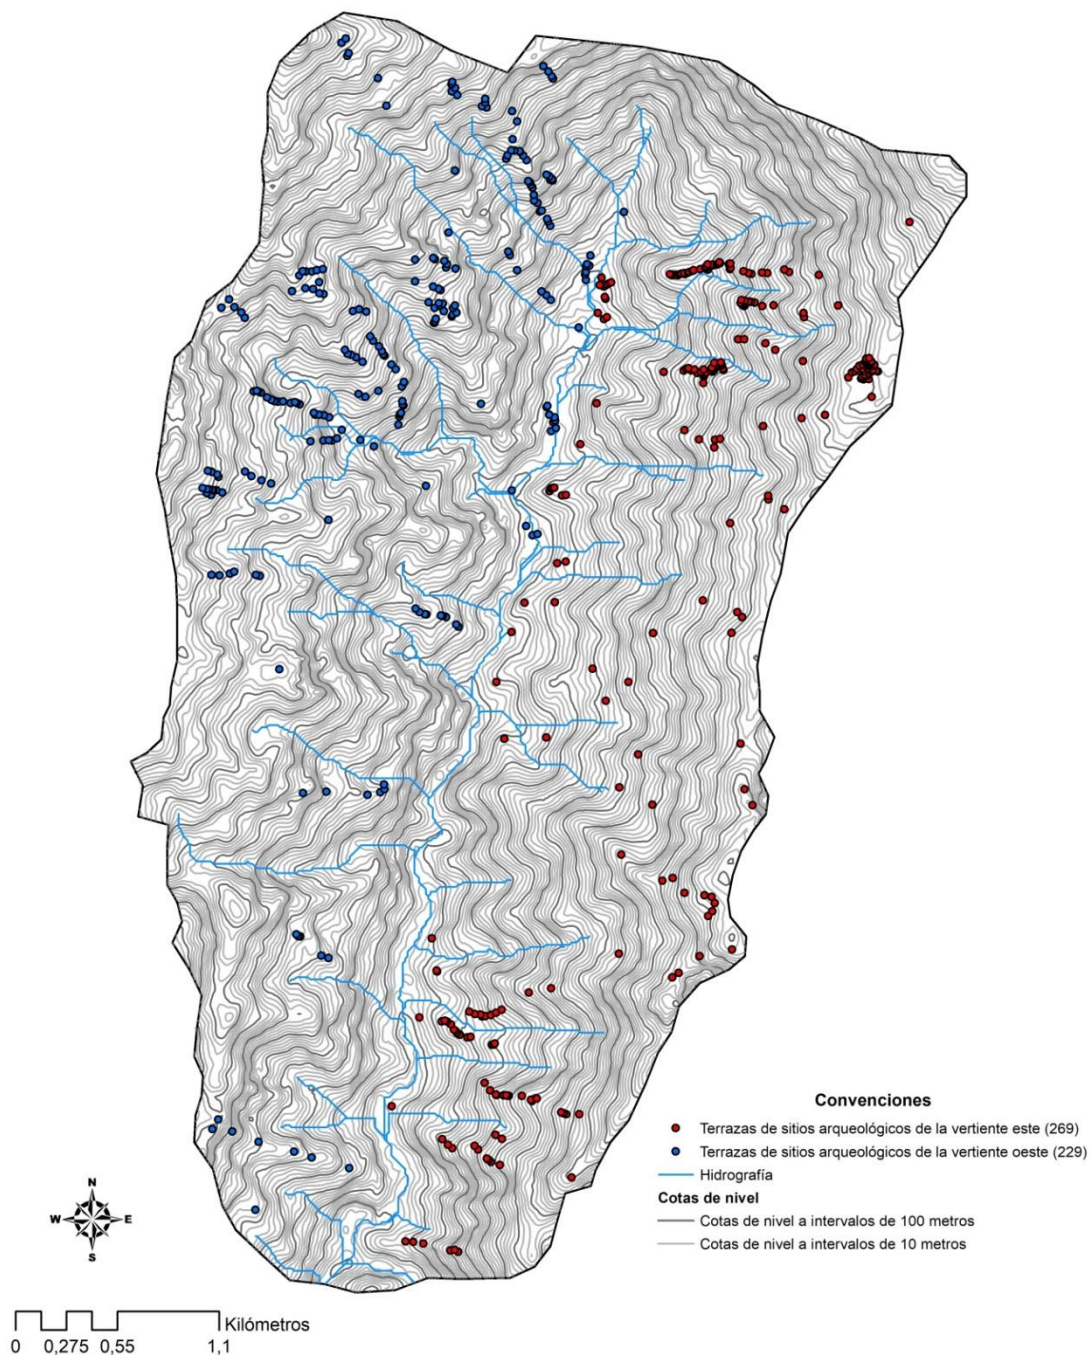 Convenciones
Terrazas de sitios arqueológicos de la vertiente este (269)
Terrazas de sitios arqueológicos de la vertiente oeste (229)
Hidrografía
Cotas de nivel
Cotas de nivel a intervalos de 100 metros
Cotas de nivel a intervalos de 10 metros
N
W E
S
Kilómetros
0 0,275 0,55 1,1